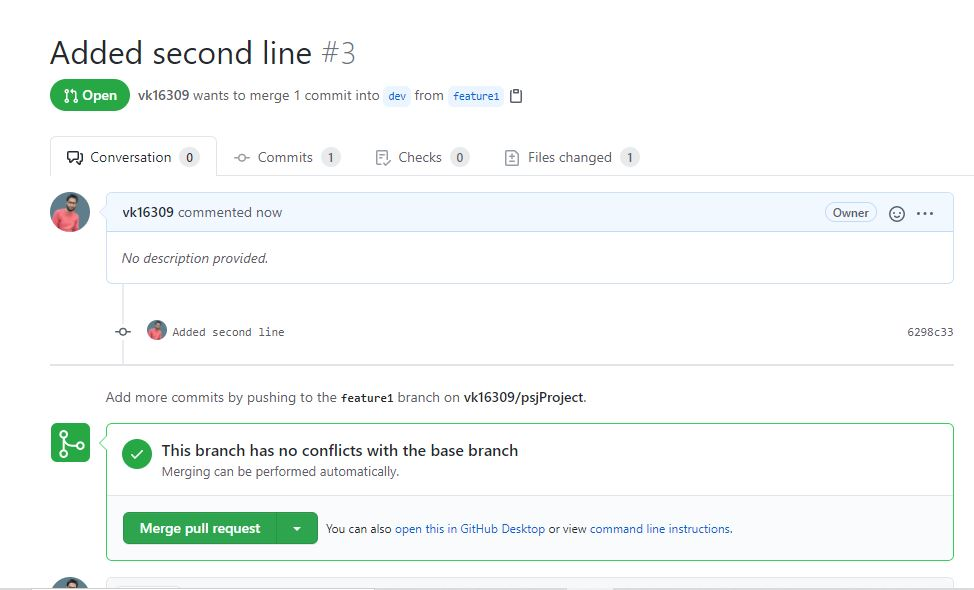 Added second line #3
Open vk16309 wants to merge 1 commit into dev from feature1
Conversation 0 Commits 1 Checks 0 Files changed 1
vk16309 commented now Owner
No description provided.
Added second line 6298c33
Add more commits by pushing to the feature1 branch on vk16309/psjProject.
This branch has no conflicts with the base branch
Merging can be performed automatically.
Merge pull request You can also open this in GitHub Desktop or view command line instructions.